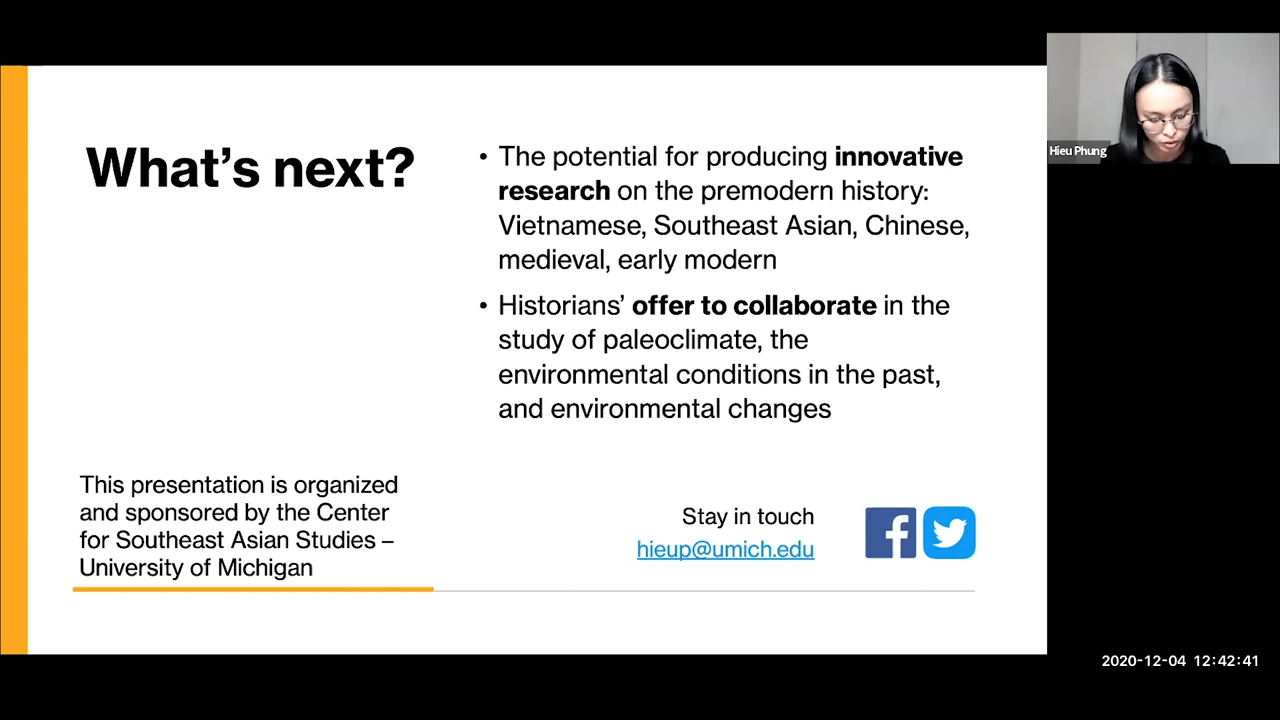 What's next?
• The potential for producing innovative
research on the premodern history:
Vietnamese, Southeast Asian, Chinese,
medieval, early modern
• Historians' offer to collaborate in the
study of paleoclimate, the
environmental conditions in the past,
and environmental changes
This presentation is organized
and sponsored by the Center
for Southeast Asian Studies –
University of Michigan
Stay in touch
hieup@umich.edu
Hieu Phung
2020-12-04 12:42:41